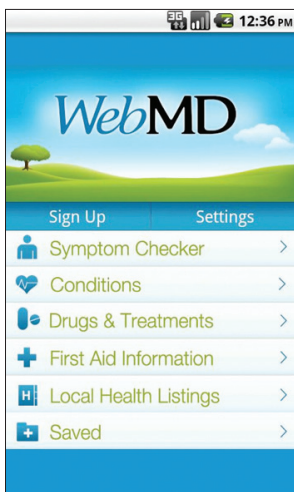 3G 12:36 PM
WebMD
Sign Up Settings
Symptom Checker
Conditions
Drugs & Treatments
First Aid Information
H Local Health Listings
Saved